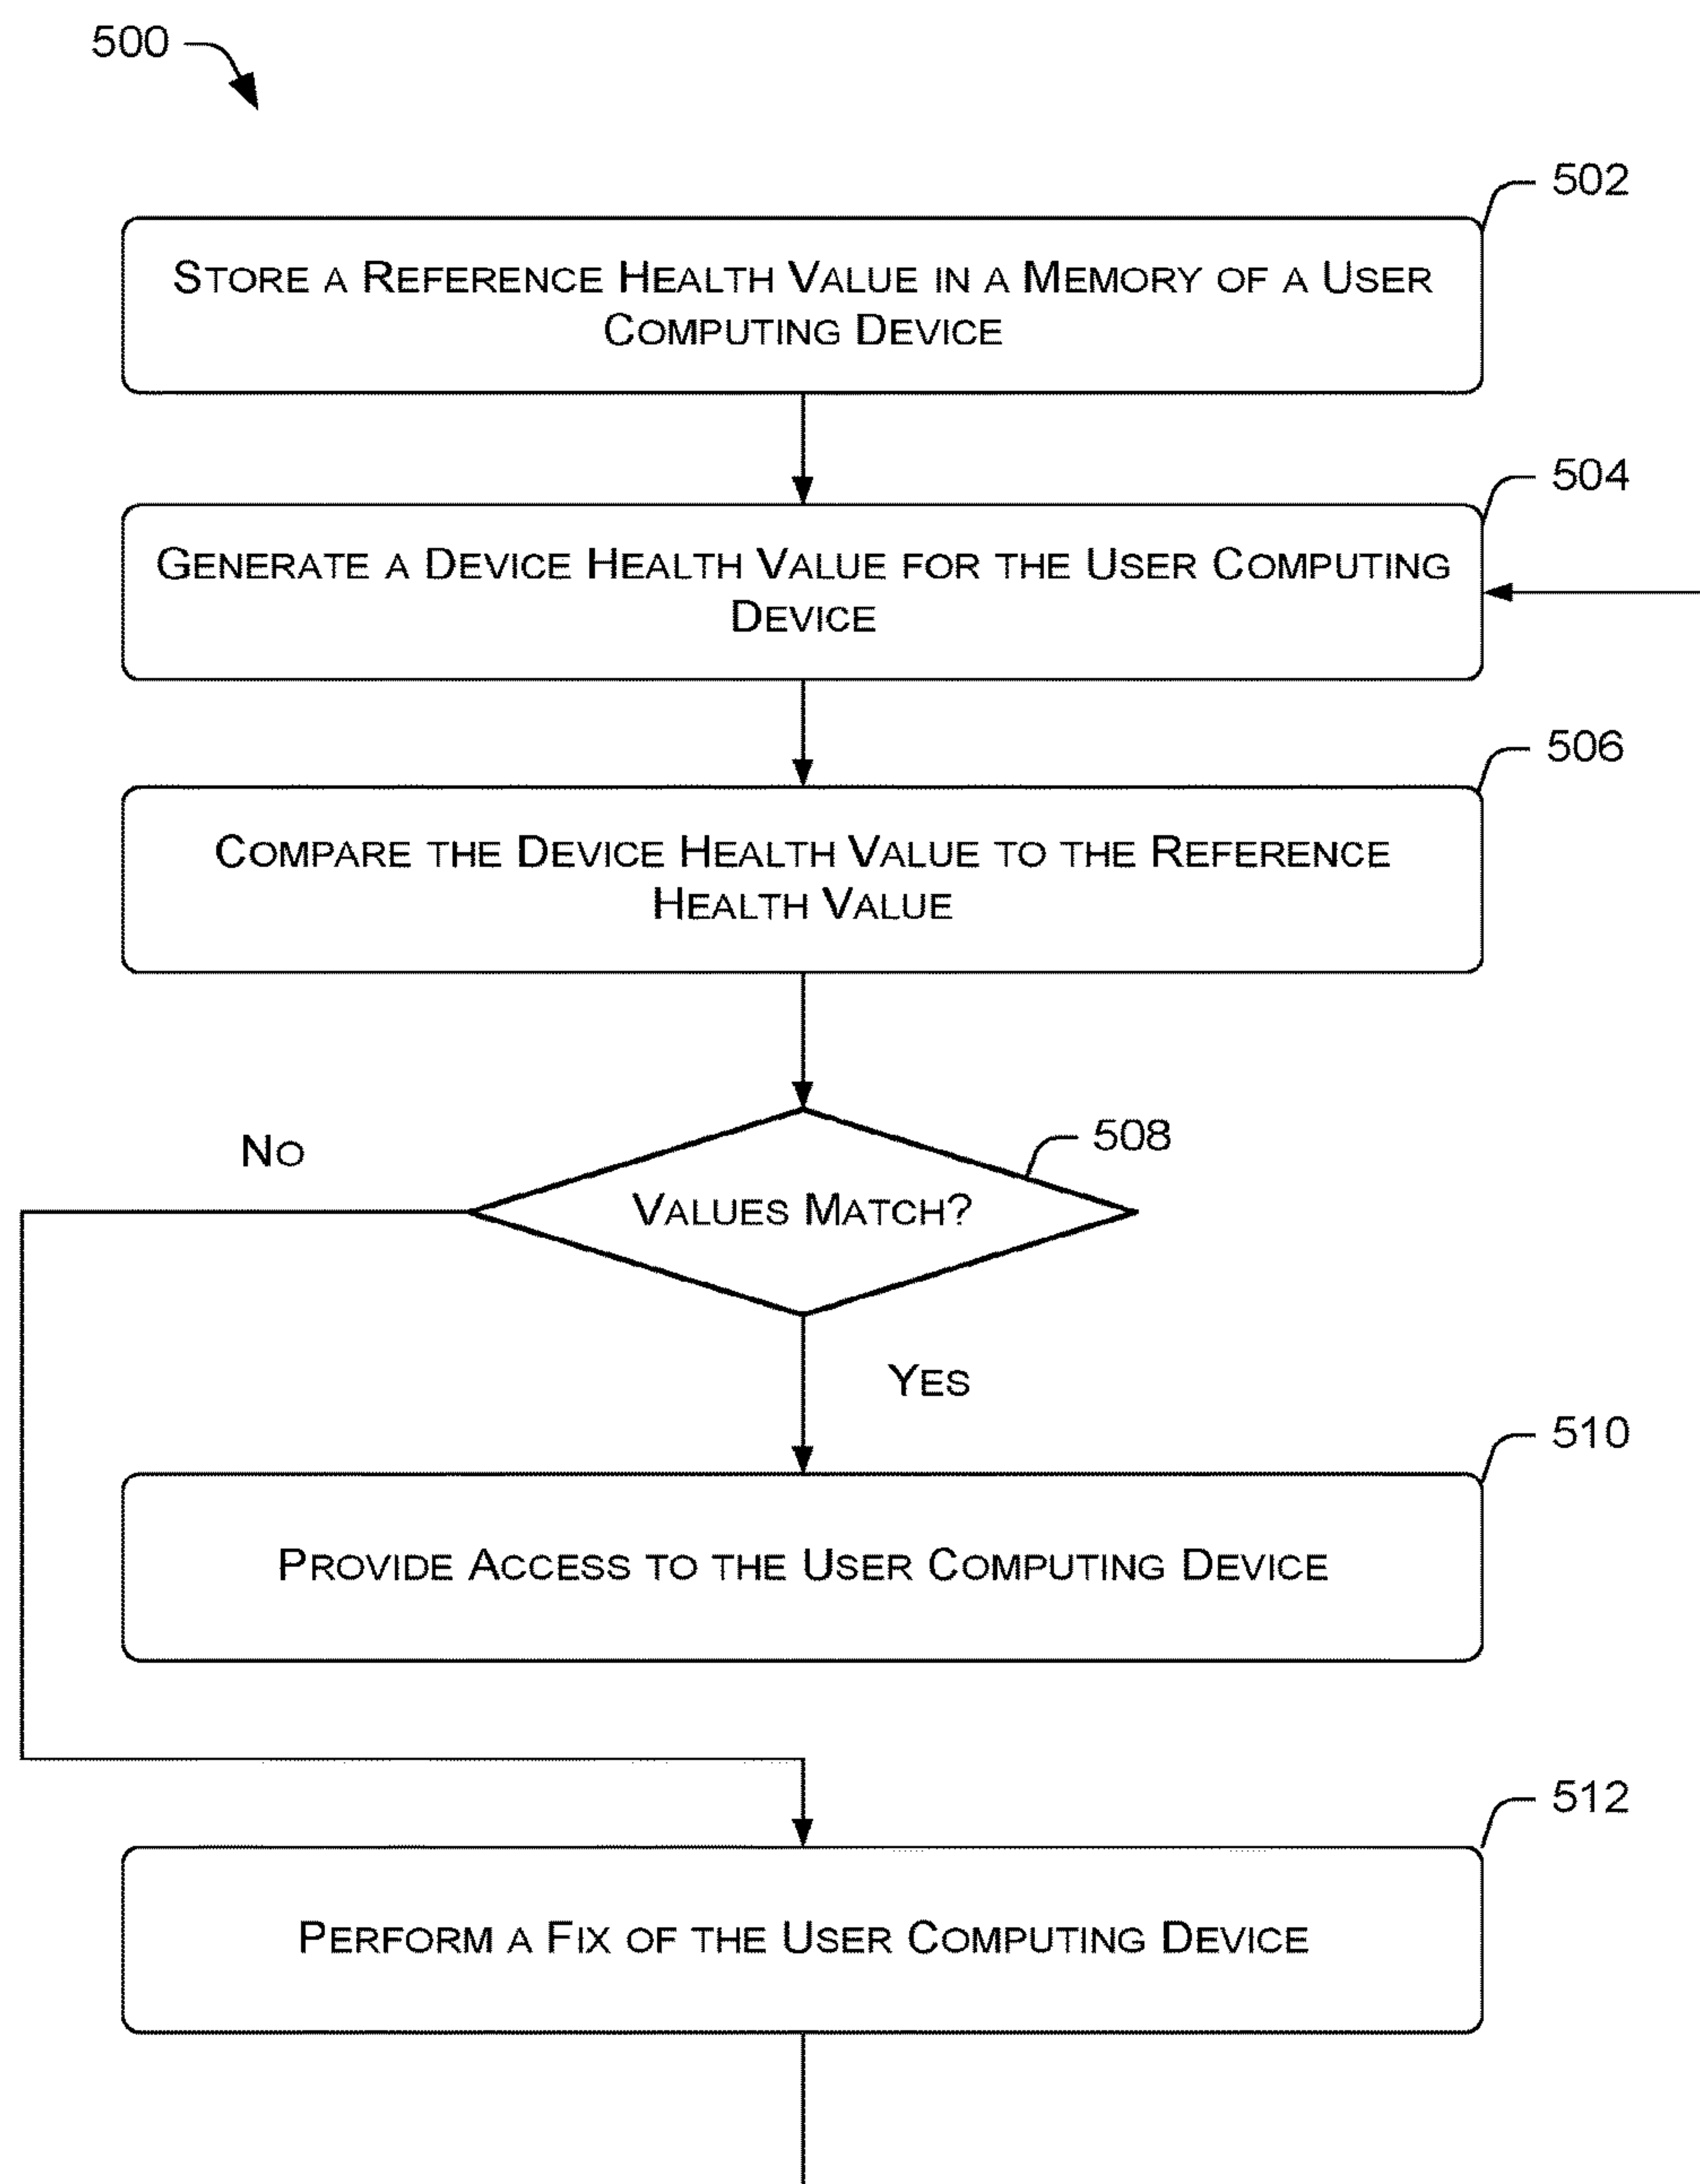 500
502
STORE A REFERENCE HEALTH VALUE IN A MEMORY OF A USER
COMPUTING DEVICE
504
GENERATE A DEVICE HEALTH VALUE FOR THE USER COMPUTING
DEVICE
506
COMPARE THE DEVICE HEALTH VALUE TO THE REFERENCE
HEALTH VALUE
508
NO
VALUES MATCH?
YES
510
PROVIDE ACCESS TO THE USER COMPUTING DEVICE
512
PERFORM A FIX OF THE USER COMPUTING DEVICE